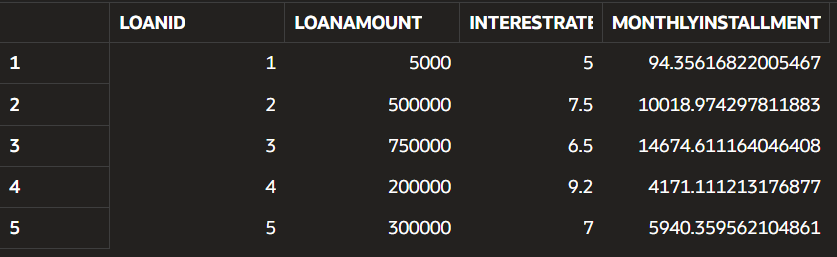 LOANID LOANAMOUNT INTERESTRATE MONTHLYINSTALLMENT
1 1 5000 5 94.35616822005467
2 2 500000 7.5 10018.974297811883
3 3 750000 6.5 14674.611164046408
4 4 200000 9.2 4171.111213176877
5 5 300000 7 5940.359562104861